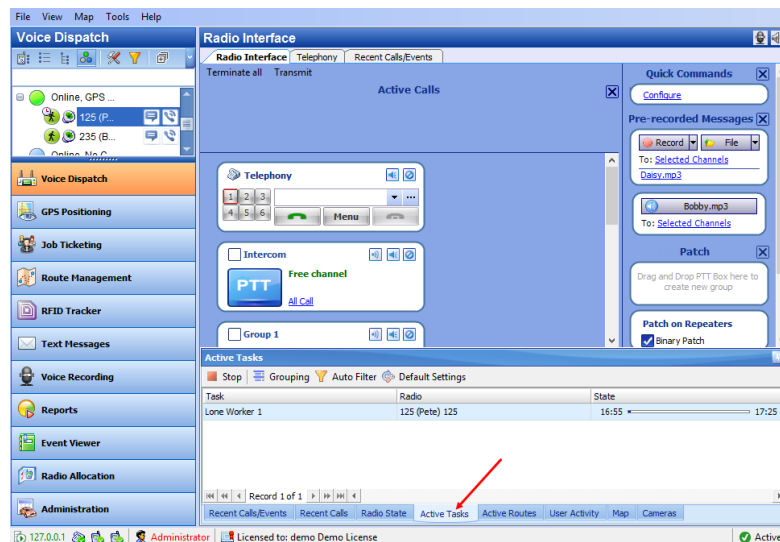 File View Map Tools Help
Voice Dispatch
Online, GPS ...
125 (P...
235 (B...
Online, No G
Voice Dispatch
GPS Positioning
Job Ticketing
Route Management
RFID Tracker
Text Messages
Voice Recording
Reports
Event Viewer
Radio Allocation
Administration
Radio Interface
Radio Interface Telephony Recent Calls/Events
Terminate all Transmit
Active Calls
Telephony
1 2 3
4 5 6 Menu
Intercom
PTT Free channel
All Call
Group 1
Quick Commands
Configure
Pre-recorded Messages
Record File
To: Selected Channels
Daisy.mp3
Bobby.mp3
To: Selected Channels
Patch
Drag and Drop PTT Box here to
create new group
Patch on Repeaters
Binary Patch
Active Tasks
Stop Grouping Auto Filter Default Settings
Task Radio State
Lone Worker 1 125 (Pete) 125 16:55 17:25
Record 1 of 1
Recent Calls/Events Recent Calls Radio State Active Tasks Active Routes User Activity Map Cameras
127.0.0.1 Administrator Licensed to: demo Demo License Active